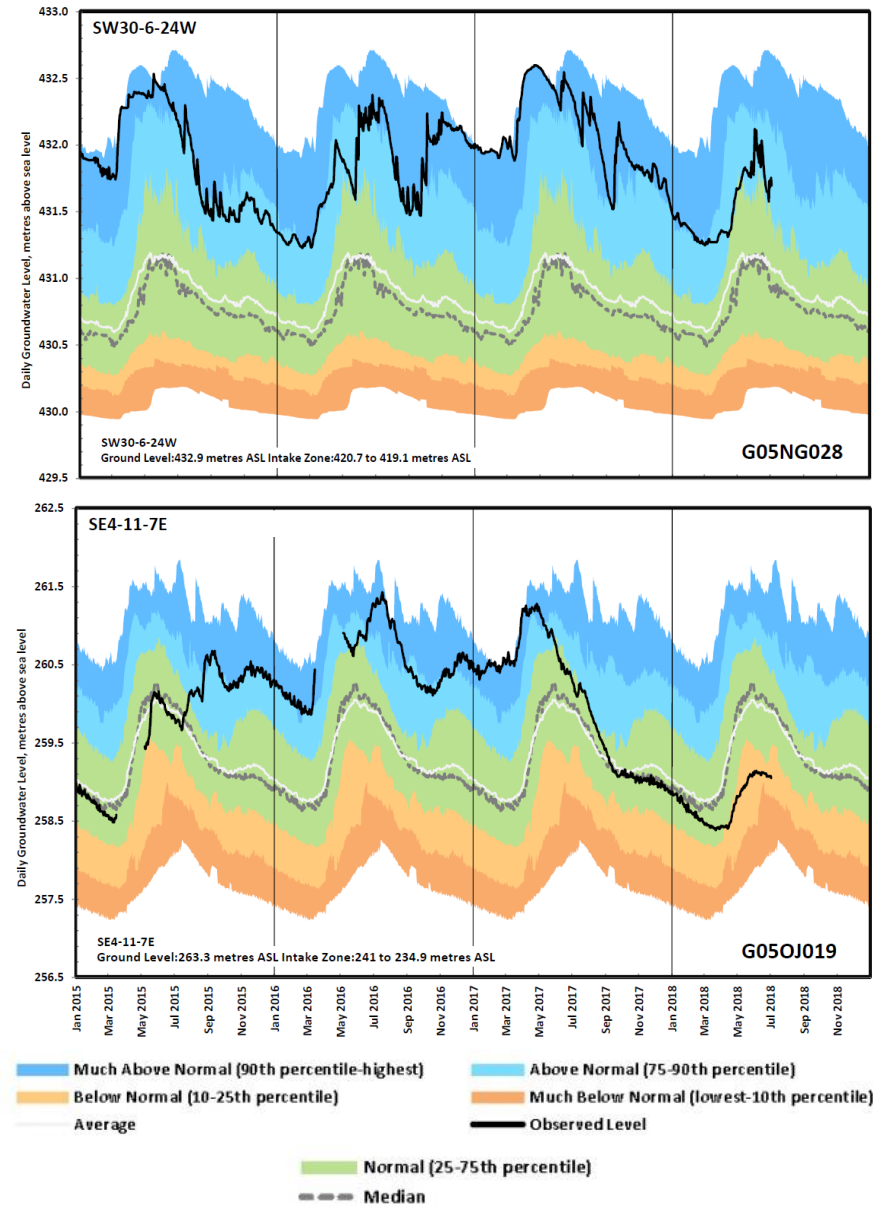 SW30-6-24W
Daily Groundwater Level, metres above sea level
433.0
432.5
432.0
431.5
431.0
430.5
430.0
429.5
SW30-6-24W
Ground Level:432.9 metres ASL Intake Zone:420.7 to 419.1 metres ASL
G05NG028
SE4-11-7E
Daily Groundwater Level, metres above sea level
262.5
261.5
260.5
259.5
258.5
257.5
256.5
SE4-11-7E
Ground Level:263.3 metres ASL Intake Zone:241 to 234.9 metres ASL
G05OJ019
Jan 2015
Mar 2015
May 2015
Jul 2015
Sep 2015
Nov 2015
Jan 2016
Mar 2016
May 2016
Jul 2016
Sep 2016
Nov 2016
Jan 2017
Mar 2017
May 2017
Jul 2017
Sep 2017
Nov 2017
Jan 2018
Mar 2018
May 2018
Jul 2018
Sep 2018
Nov 2018
Much Above Normal (90th percentile-highest)
Above Normal (75-90th percentile)
Below Normal (10-25th percentile)
Much Below Normal (lowest-10th percentile)
Average
Observed Level
Normal (25-75th percentile)
Median